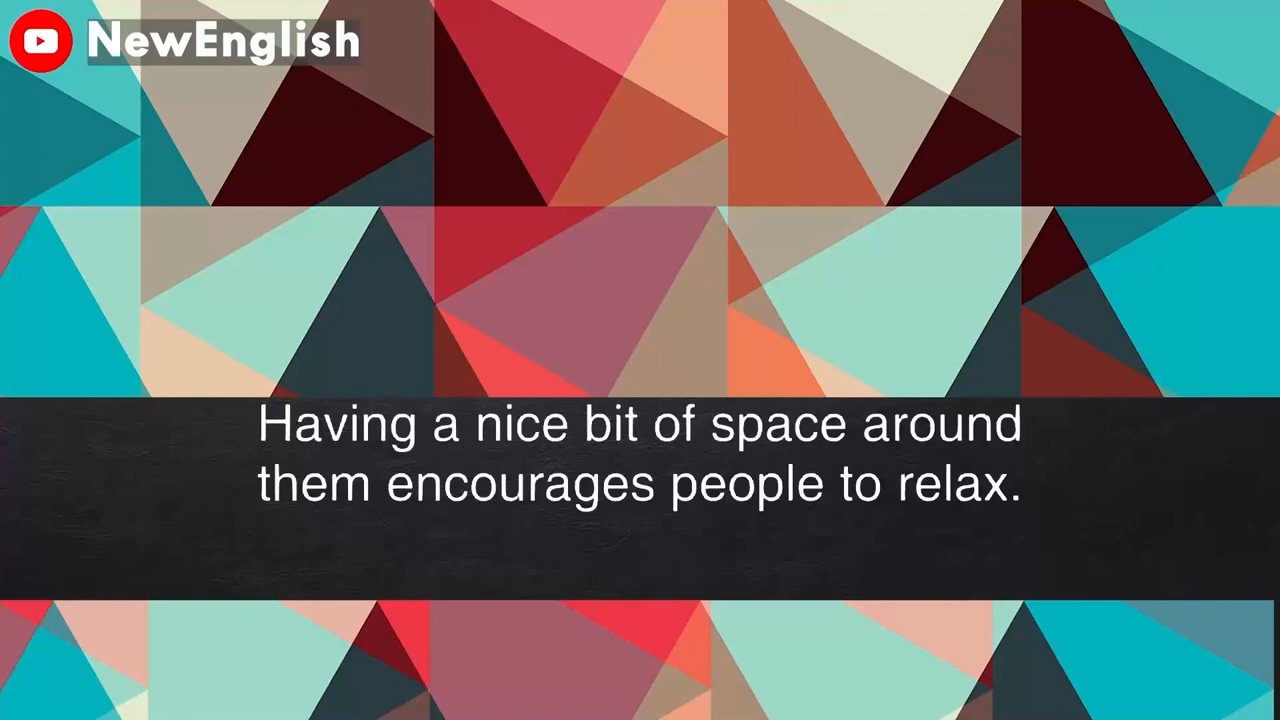 NewEnglish
Having a nice bit of space around
them encourages people to relax.